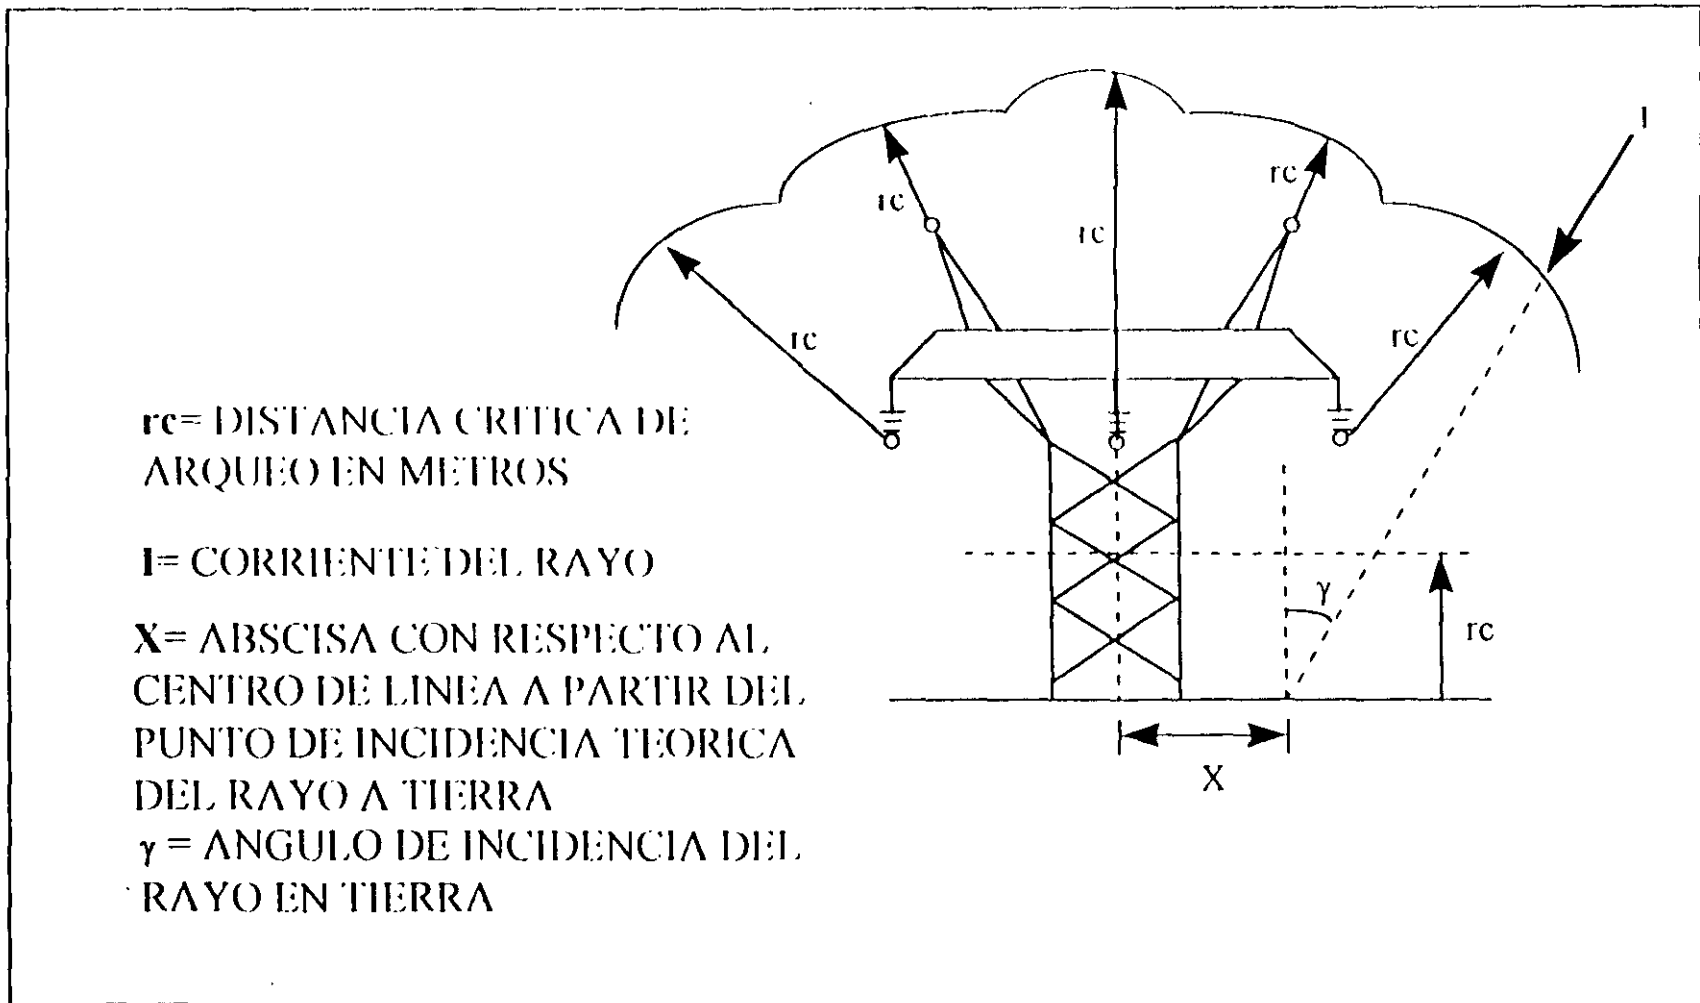 I
rc
rc
rc
rc
rc
rc= DISTANCIA CRITICA DE
ARQUEO EN METROS
I= CORRIENTE DEL RAYO
γ
rc
X= ABSCISA CON RESPECTO AL
CENTRO DE LINEA A PARTIR DEL
PUNTO DE INCIDENCIA TEORICA
DEL RAYO A TIERRA
X
γ = ANGULO DE INCIDENCIA DEL
RAYO EN TIERRA